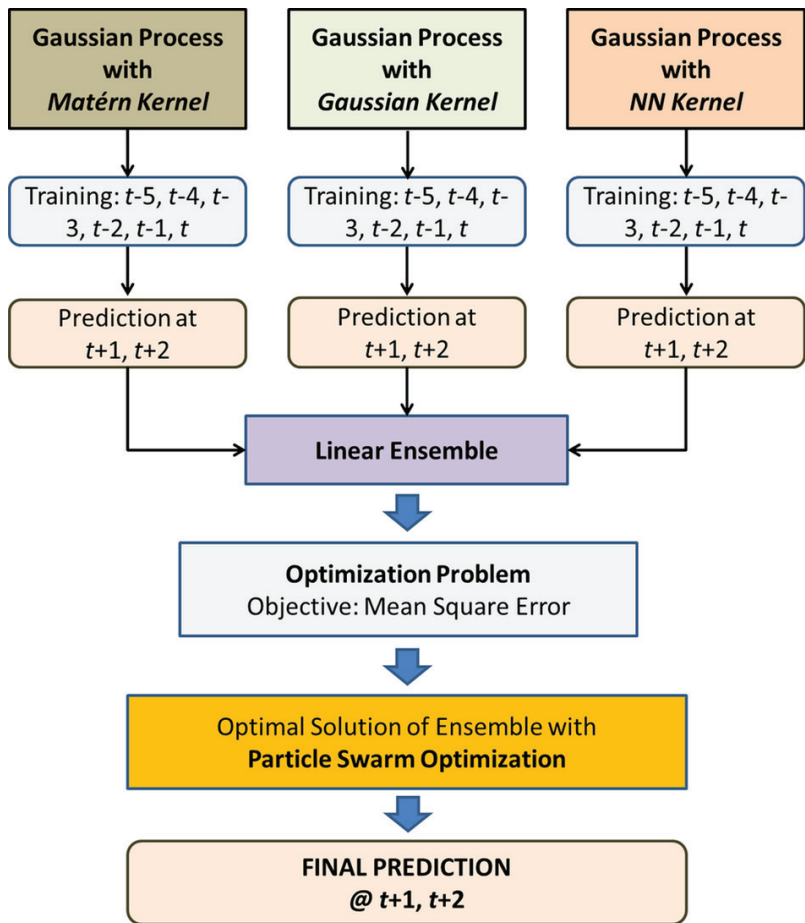 Gaussian Process
with
Matérn Kernel
Gaussian Process
with
Gaussian Kernel
Gaussian Process
with
NN Kernel
Training: t-5, t-4, t-
3, t-2, t-1, t
Training: t-5, t-4, t-
3, t-2, t-1, t
Training: t-5, t-4, t-
3, t-2, t-1, t
Prediction at
t+1, t+2
Prediction at
t+1, t+2
Prediction at
t+1, t+2
Linear Ensemble
Optimization Problem
Objective: Mean Square Error
Optimal Solution of Ensemble with
Particle Swarm Optimization
FINAL PREDICTION
@ t+1, t+2